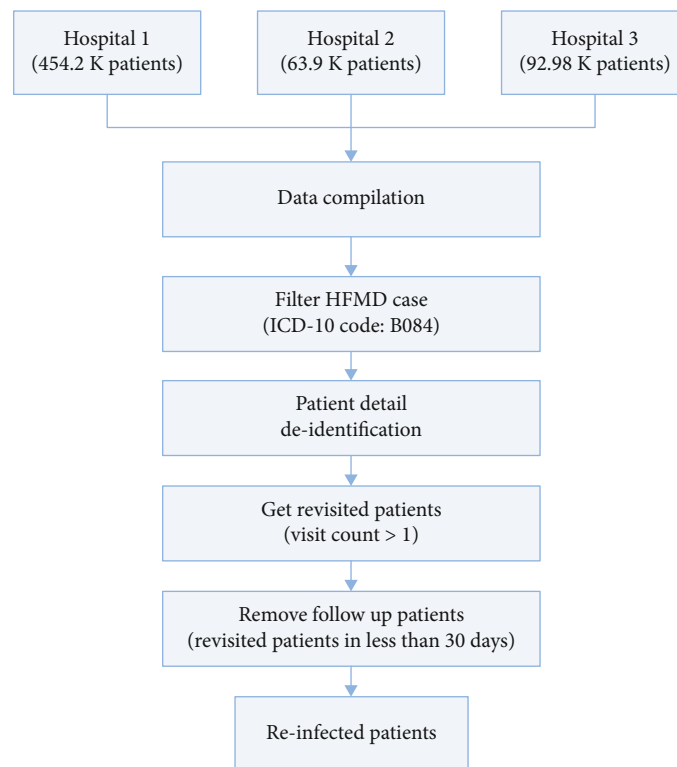 Hospital 1
(454.2 K patients)
Hospital 2
(63.9 K patients)
Hospital 3
(92.98 K patients)
Data compilation
Filter HFMD case
(ICD-10 code: B084)
Patient detail
de-identification
Get revisited patients
(visit count > 1)
Remove follow up patients
(revisited patients in less than 30 days)
Re-infected patients